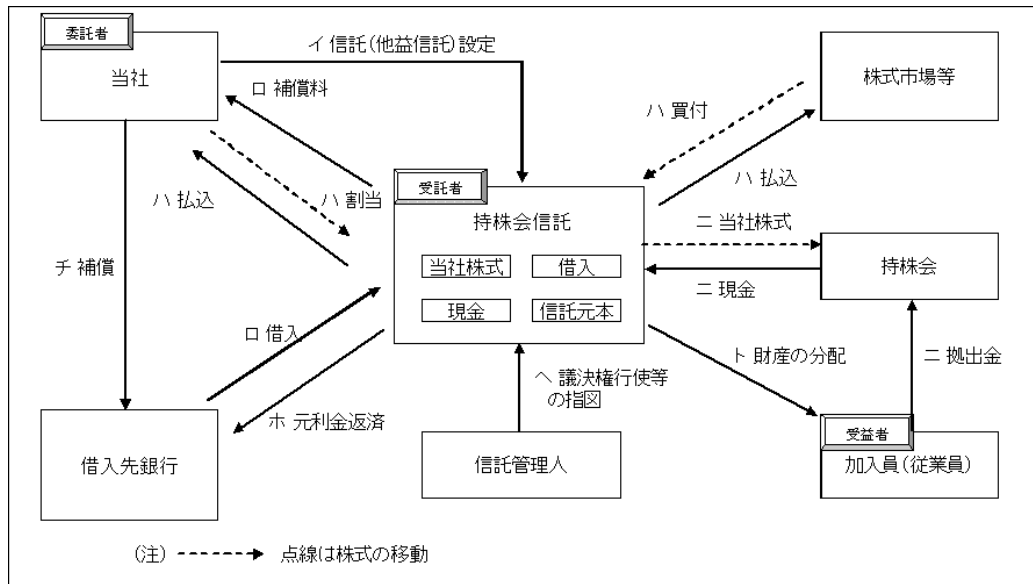 委託者
当社
イ 信託(他益信託)設定
株式市場等
ロ 補償料
ハ 買付
ハ 払込
ハ 割当
ハ 払込
受託者
持株会信託
ニ 当社株式
当社株式
借入
持株会
チ 補償
ニ 現金
現金
信託元本
ロ 借入
ト 財産の分配
ニ 拠出金
ヘ 議決権行使等
の指図
ホ 元利金返済
受益者
借入先銀行
信託管理人
加入員(従業員)
(注) 点線は株式の移動